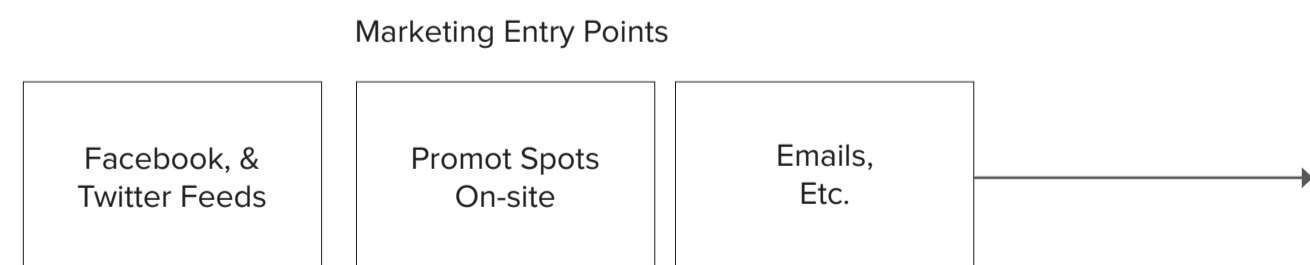 Marketing Entry Points
Facebook, &
Twitter Feeds
Promot Spots
On-site
Emails,
Etc.